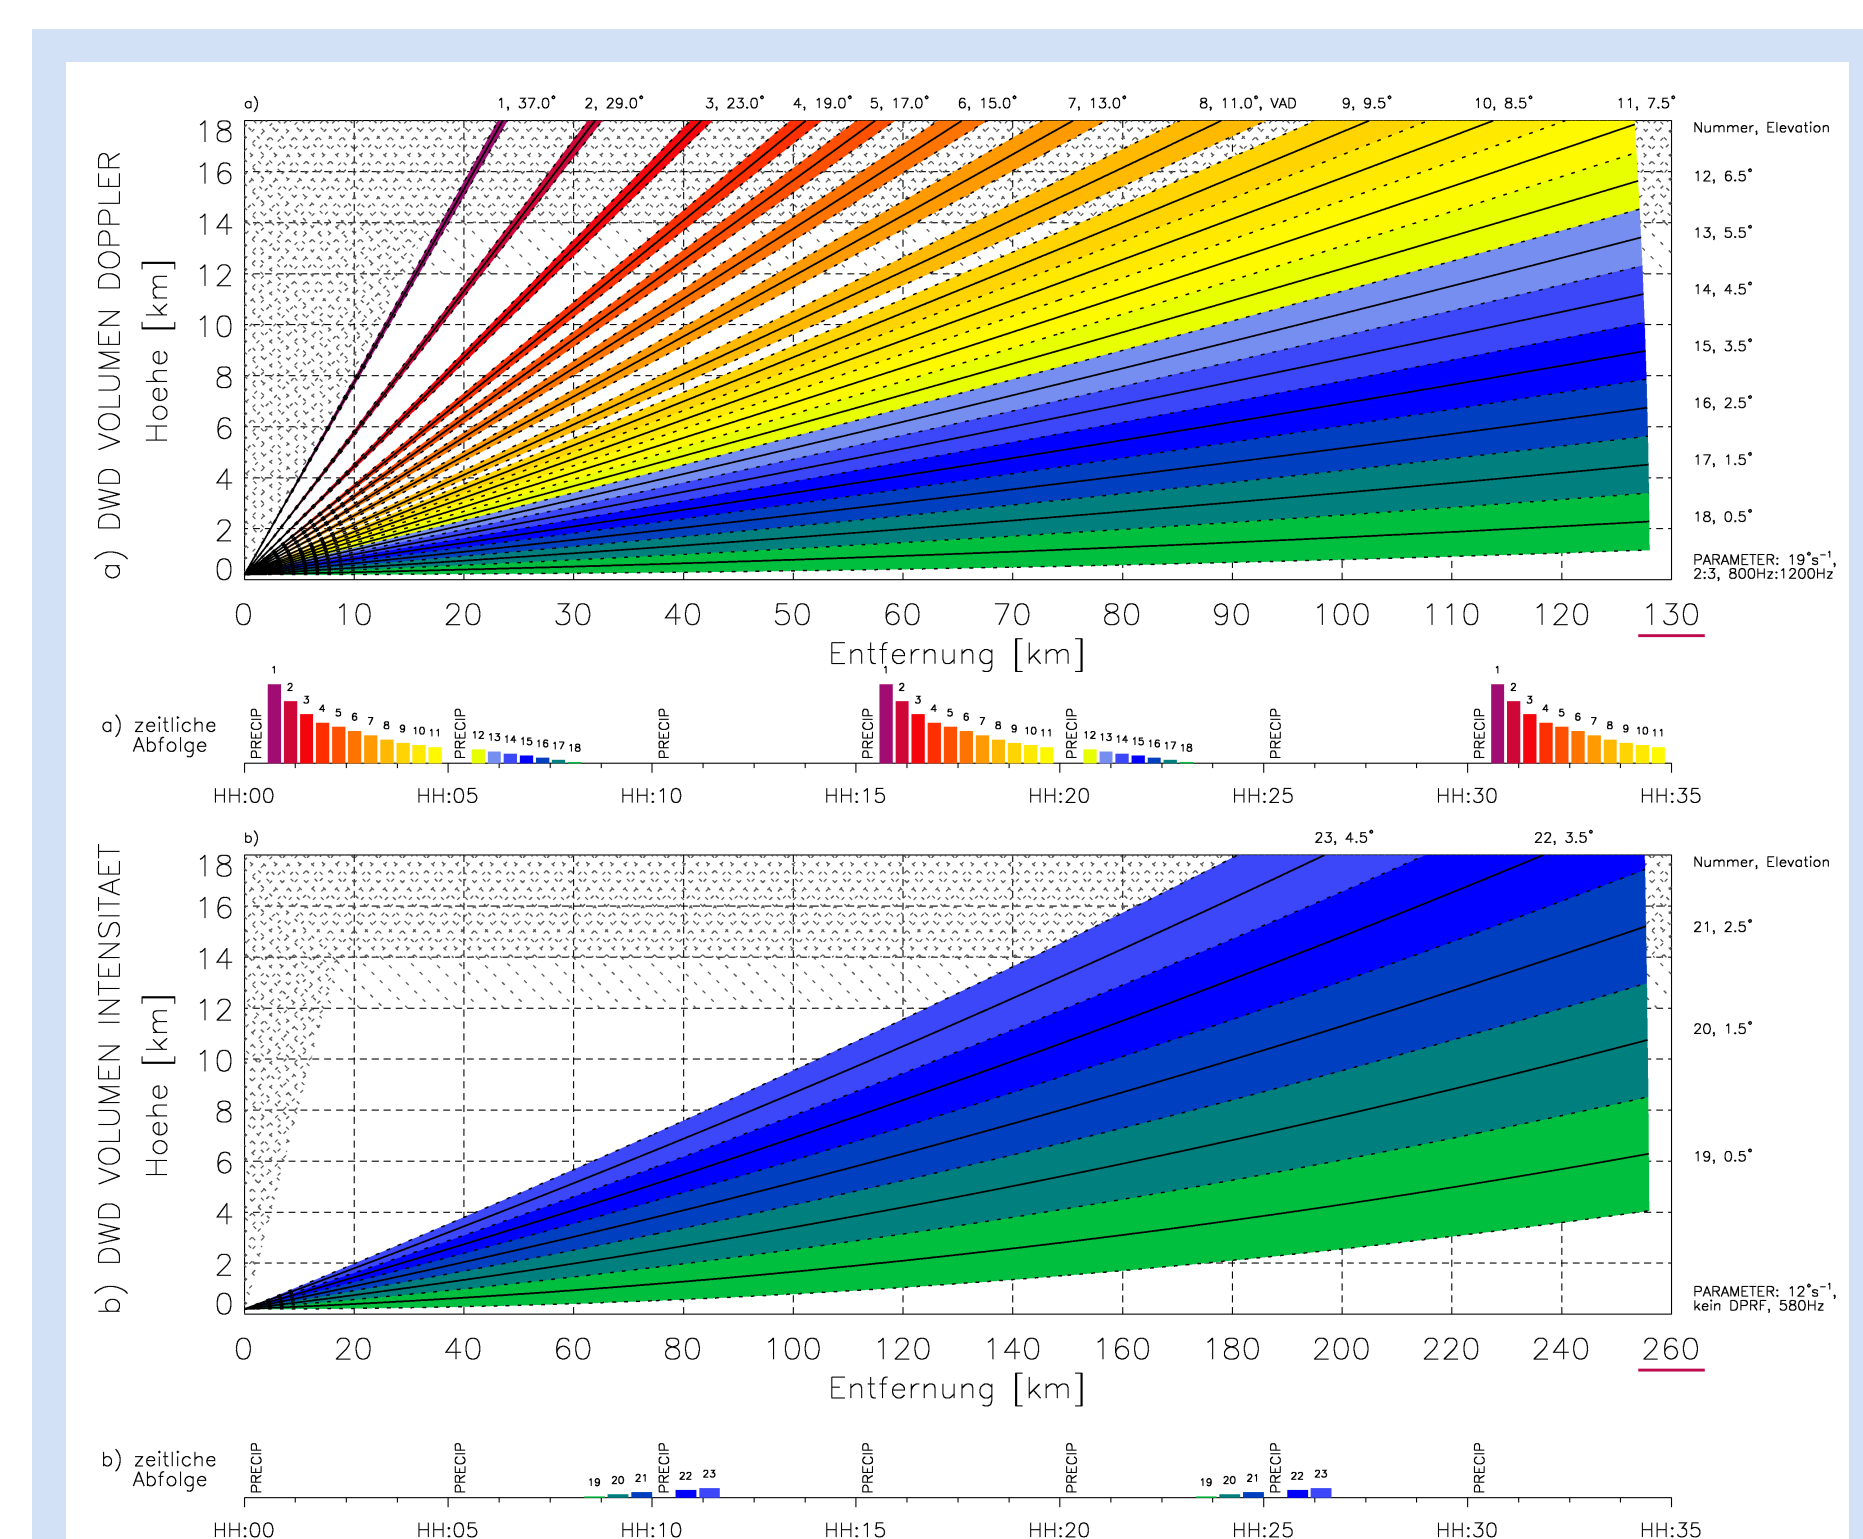 a) 1, 37.0° 2, 29.0° 3, 23.0° 4, 19.0° 5, 17.0° 6, 15.0° 7, 13.0° 8, 11.0°, VAD 9, 9.5° 10, 8.5° 11, 7.5°
Nummer, Elevation
12, 6.5°
13, 5.5°
14, 4.5°
15, 3.5°
16, 2.5°
17, 1.5°
18, 0.5°
PARAMETER: 19°s⁻¹,
2:3, 800Hz:1200Hz
a) DWD VOLUMEN DOPPLER
Hoehe [km]
18
16
14
12
10
8
6
4
2
0
0 10 20 30 40 50 60 70 80 90 100 110 120 130
Entfernung [km]
a) zeitliche
Abfolge
PRECIP 1 2 3 4 5 6 7 8 9 10 11 PRECIP 12 13 14 15 16 17 18 PRECIP PRECIP 1 2 3 4 5 6 7 8 9 10 11 PRECIP 12 13 14 15 16 17 18 PRECIP PRECIP 1 2 3 4 5 6 7 8 9 10 11
HH:00 HH:05 HH:10 HH:15 HH:20 HH:25 HH:30 HH:35
b) 23, 4.5° 22, 3.5°
Nummer, Elevation
21, 2.5°
20, 1.5°
19, 0.5°
PARAMETER: 12°s⁻¹,
kein DPRF, 580Hz
b) DWD VOLUMEN INTENSITAET
Hoehe [km]
18
16
14
12
10
8
6
4
2
0
0 20 40 60 80 100 120 140 160 180 200 220 240 260
Entfernung [km]
b) zeitliche
Abfolge
PRECIP PRECIP 19 20 21 PRECIP 22 23 PRECIP PRECIP 19 20 21 PRECIP 22 23 PRECIP
HH:00 HH:05 HH:10 HH:15 HH:20 HH:25 HH:30 HH:35